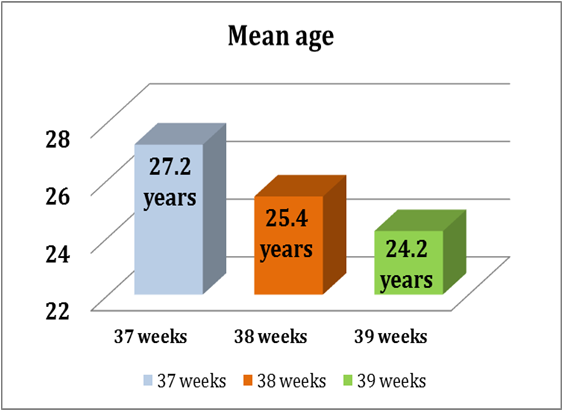 Mean age
28
26
24
22
27.2
years
25.4
years
24.2
years
37 weeks
38 weeks
39 weeks
37 weeks
38 weeks
39 weeks